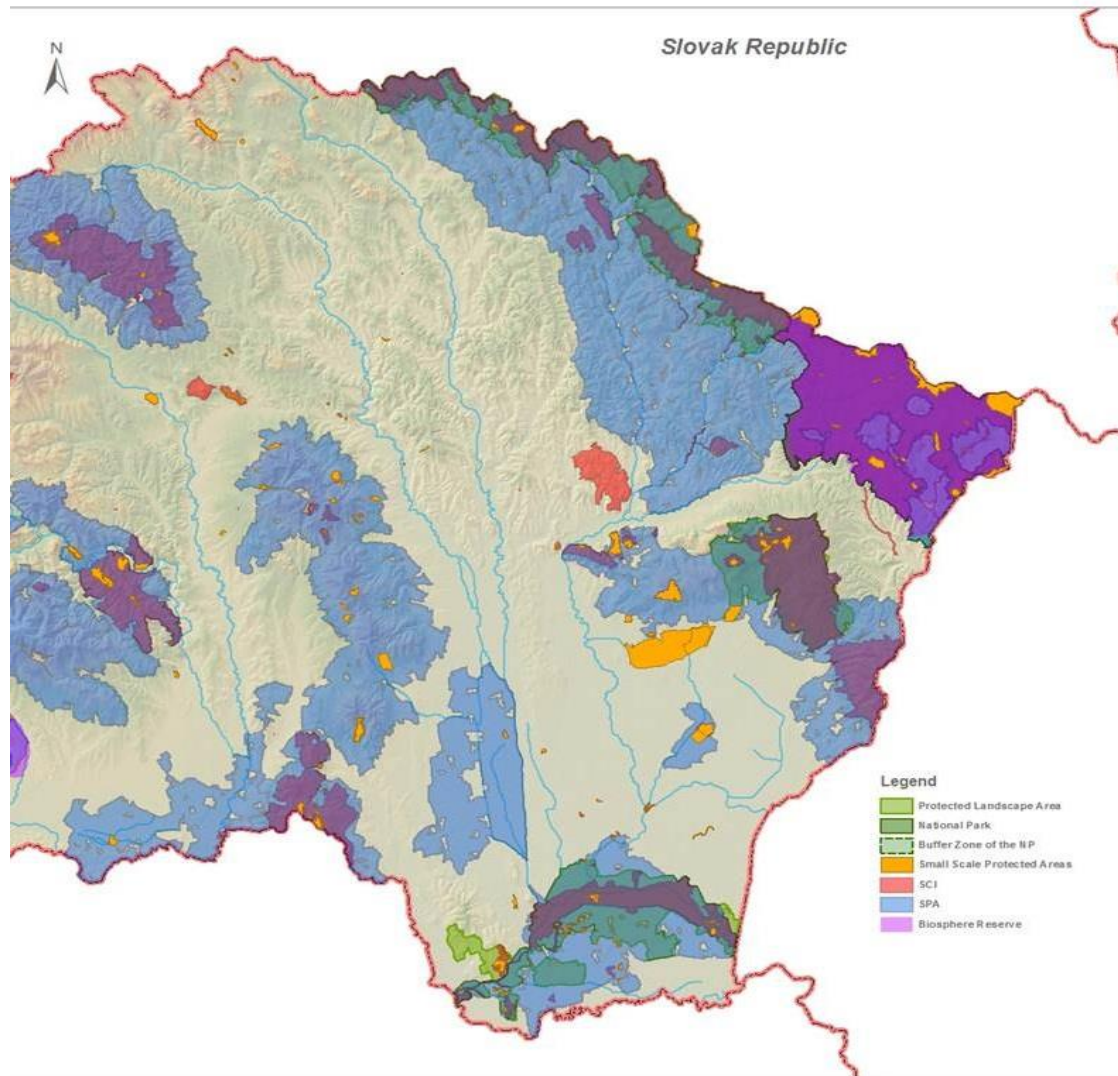 N
Slovak Republic
Legend
Protected Landscape Area
National Park
Buffer Zone of the NP
Small Scale Protected Areas
SCI
SPA
Biosphere Reserve